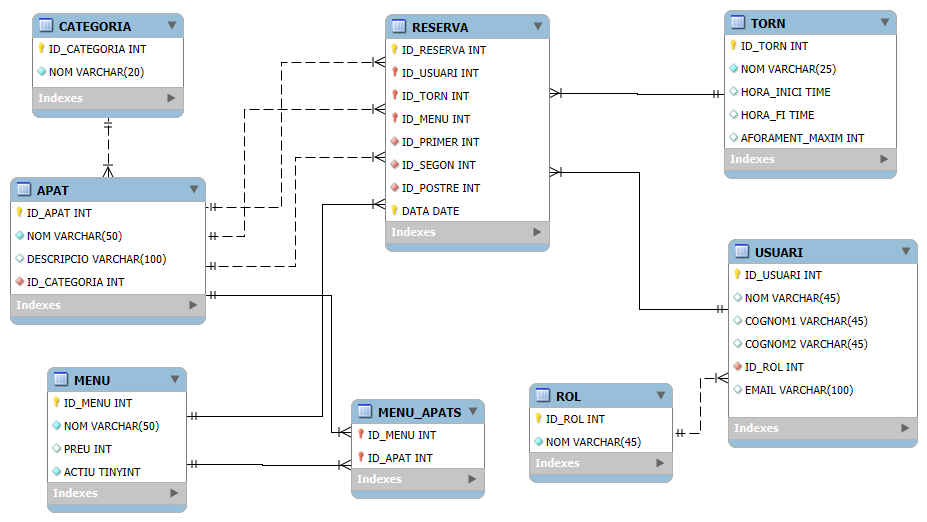 CATEGORIA
ID_CATEGORIA INT
NOM VARCHAR(20)
Indexes
RESERVA
ID_RESERVA INT
ID_USUARI INT
ID_TORN INT
ID_MENU INT
ID_PRIMER INT
ID_SEGON INT
ID_POSTRE INT
DATA DATE
Indexes
TORN
ID_TORN INT
NOM VARCHAR(25)
HORA_INICI TIME
HORA_FI TIME
AFORAMENT_MAXIM INT
Indexes
APAT
ID_APAT INT
NOM VARCHAR(50)
DESCRIPCIO VARCHAR(100)
ID_CATEGORIA INT
Indexes
USUARI
ID_USUARI INT
NOM VARCHAR(45)
COGNOM1 VARCHAR(45)
COGNOM2 VARCHAR(45)
ID_ROL INT
EMAIL VARCHAR(100)
Indexes
MENU
ID_MENU INT
NOM VARCHAR(50)
PREU INT
ACTIU TINYINT
Indexes
MENU_APATS
ID_MENU INT
ID_APAT INT
Indexes
ROL
ID_ROL INT
NOM VARCHAR(45)
Indexes